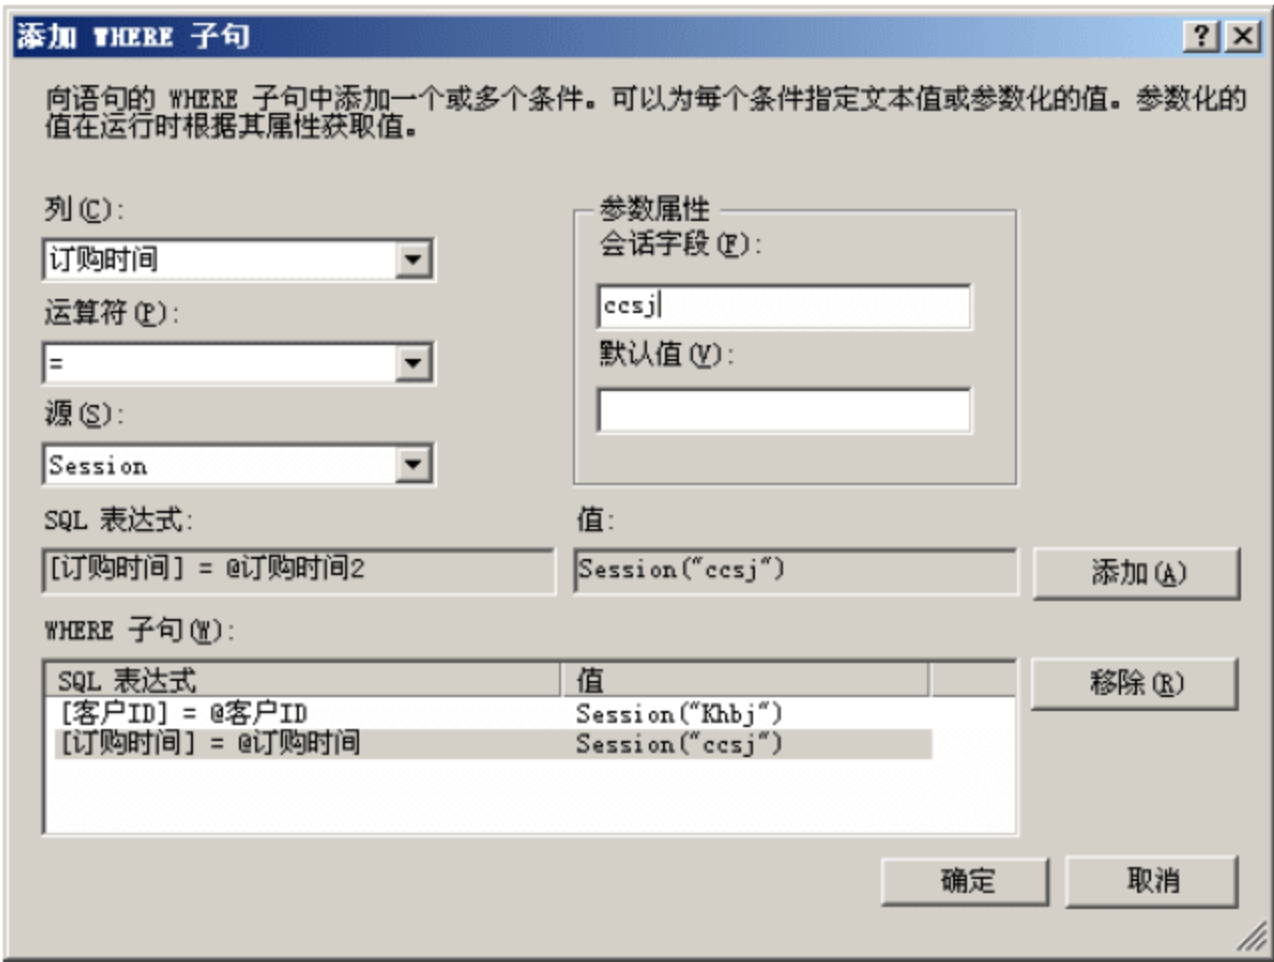 添加 WHERE 子句
向语句的 WHERE 子句中添加一个或多个条件。可以为每个条件指定文本值或参数化的值。参数化的
值在运行时根据其属性获取值。
列(C):
订购时间
运算符(P):
=
源(S):
Session
参数属性
会话字段(F):
ccsj
默认值(V):
SQL 表达式:
值:
[订购时间] = @订购时间2
Session("ccsj")
添加(A)
WHERE 子句(W):
SQL 表达式 值
[客户ID] = @客户ID Session("Khbj")
[订购时间] = @订购时间 Session("ccsj")
移除(R)
确定
取消